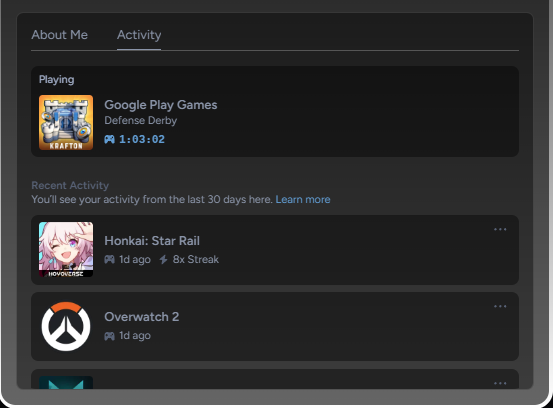 About Me Activity
Playing
Google Play Games
Defense Derby
1:03:02
KRAFTON
Recent Activity
You'll see your activity from the last 30 days here. Learn more
Honkai: Star Rail
1d ago 8x Streak
HOYOVERSE
Overwatch 2
1d ago